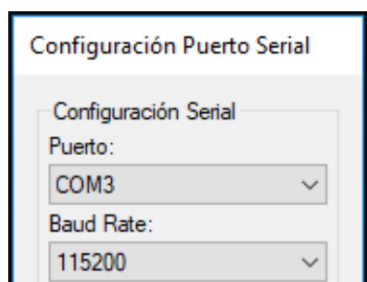 Configuración Puerto Serial
Configuración Serial
Puerto:
COM3
Baud Rate:
115200